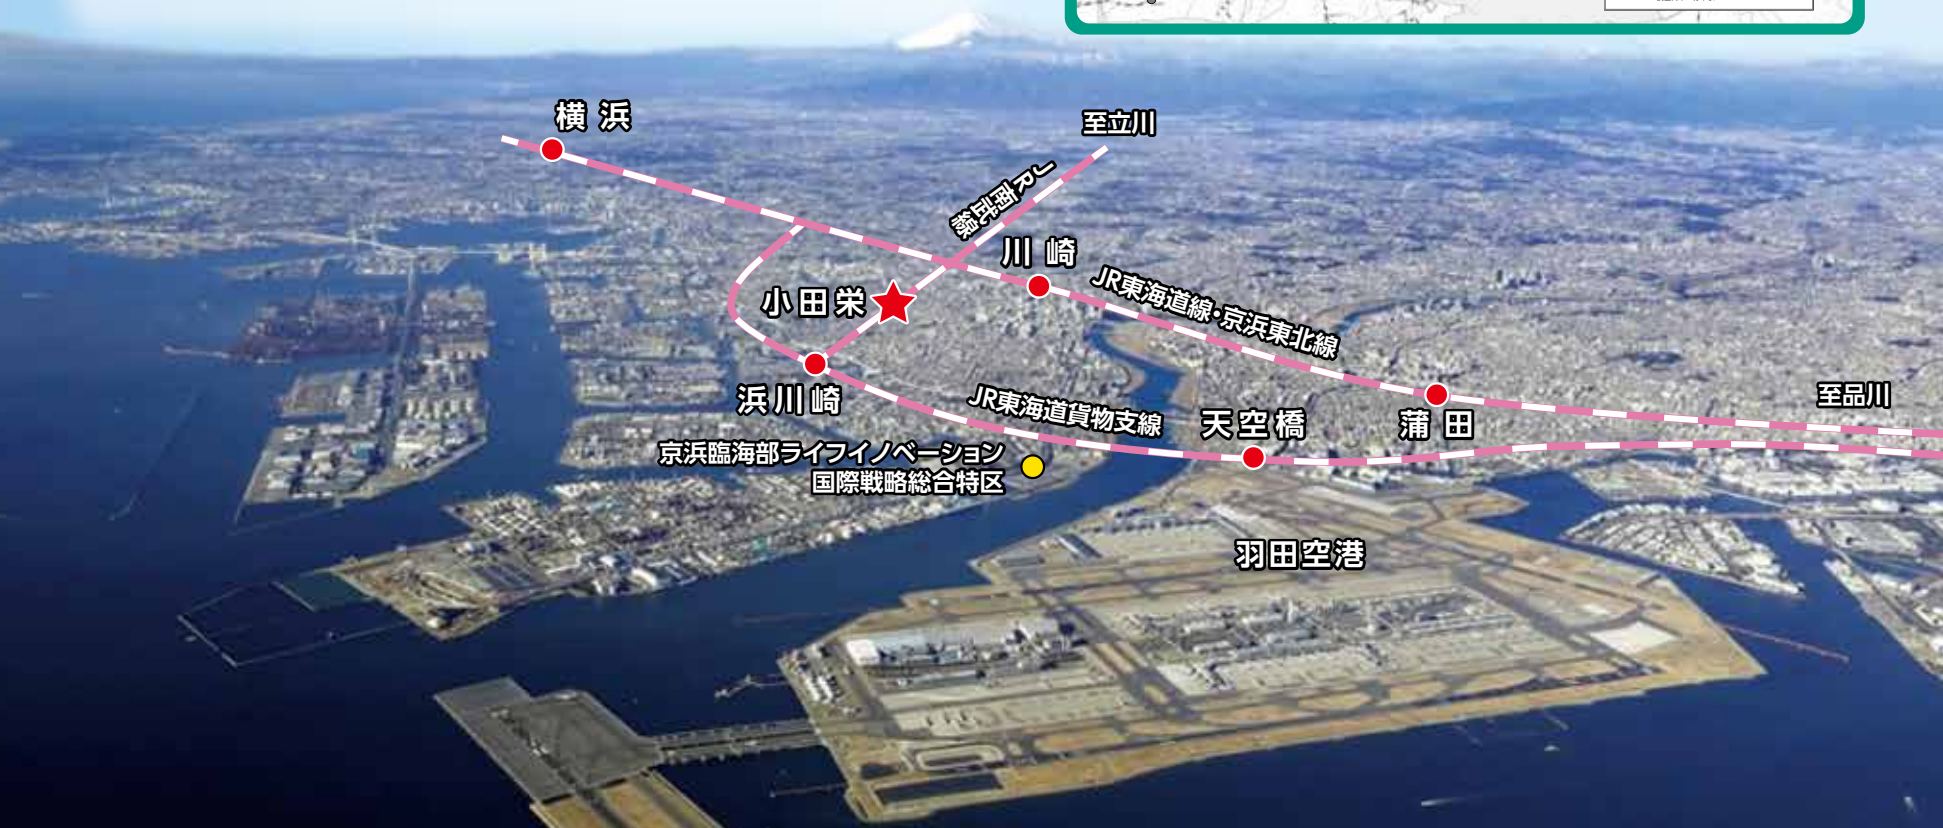 横浜
至立川
JR南武線
川崎
小田栄
JR東海道線・京浜東北線
浜川崎
JR東海道貨物支線
天空橋
蒲田
至品川
京浜臨海部ライフイノベーション
国際戦略総合特区
羽田空港